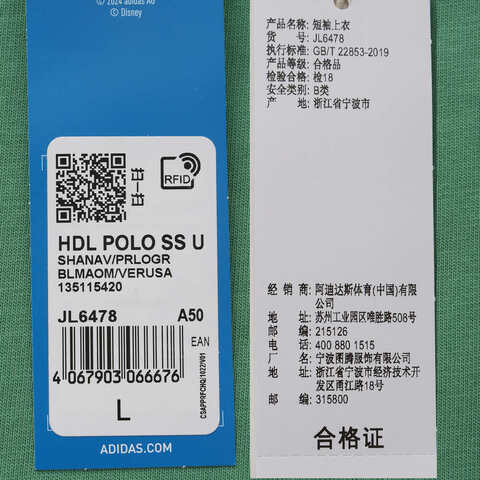 © 2024 adidas AG
© Disney
RFID
HDL POLO SS U
SHANAV/PRLOGR
BLMAOM/VERUSA
135115420
JL6478 A50
EAN
4 067903 066676
L
ADIDAS.COM
产品名称: 短袖上衣
货 号: JL6478
执行标准: GB/T 22853-2019
产品等级: 合格品
检验合格: 检18
安全类别: B类
产 地: 浙江省宁波市
经 销 商: 阿迪达斯体育(中国)有限
公司
地 址: 苏州工业园区唯胜路508号
邮 编: 215126
电 话: 400 880 1515
厂 名: 宁波图腾服饰有限公司
地 址: 浙江省宁波市经济技术开
发区甬江路18号
邮 编: 315800
合格证